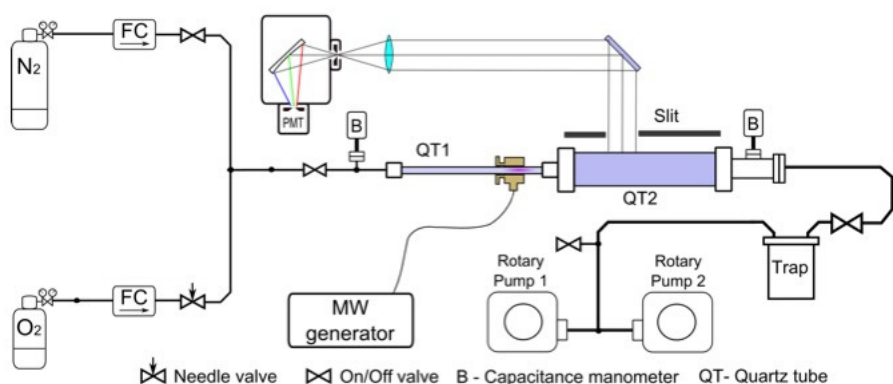 N2
FC
PMT
B
QT1
Slit
B
QT2
O2
FC
MW
generator
Rotary
Pump 1
Rotary
Pump 2
Trap
Needle valve
On/Off valve
B - Capacitance manometer
QT- Quartz tube